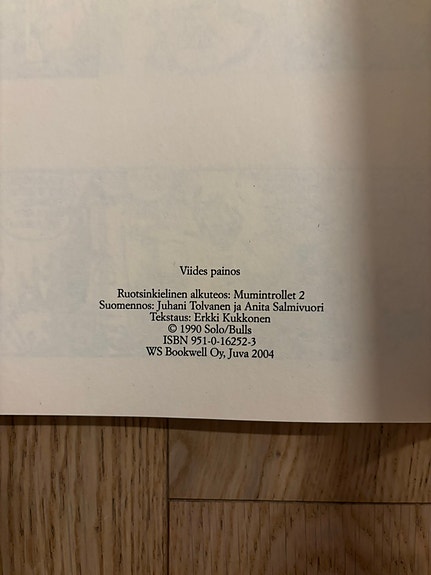 Viides painos
Ruotsinkielinen alkuteos: Mumintrollet 2
Suomennos: Juhani Tolvanen ja Anita Salmivuori
Tekstaus: Erkki Kukkonen
© 1990 Solo/Bulls
ISBN 951-0-16252-3
WS Bookwell Oy, Juva 2004